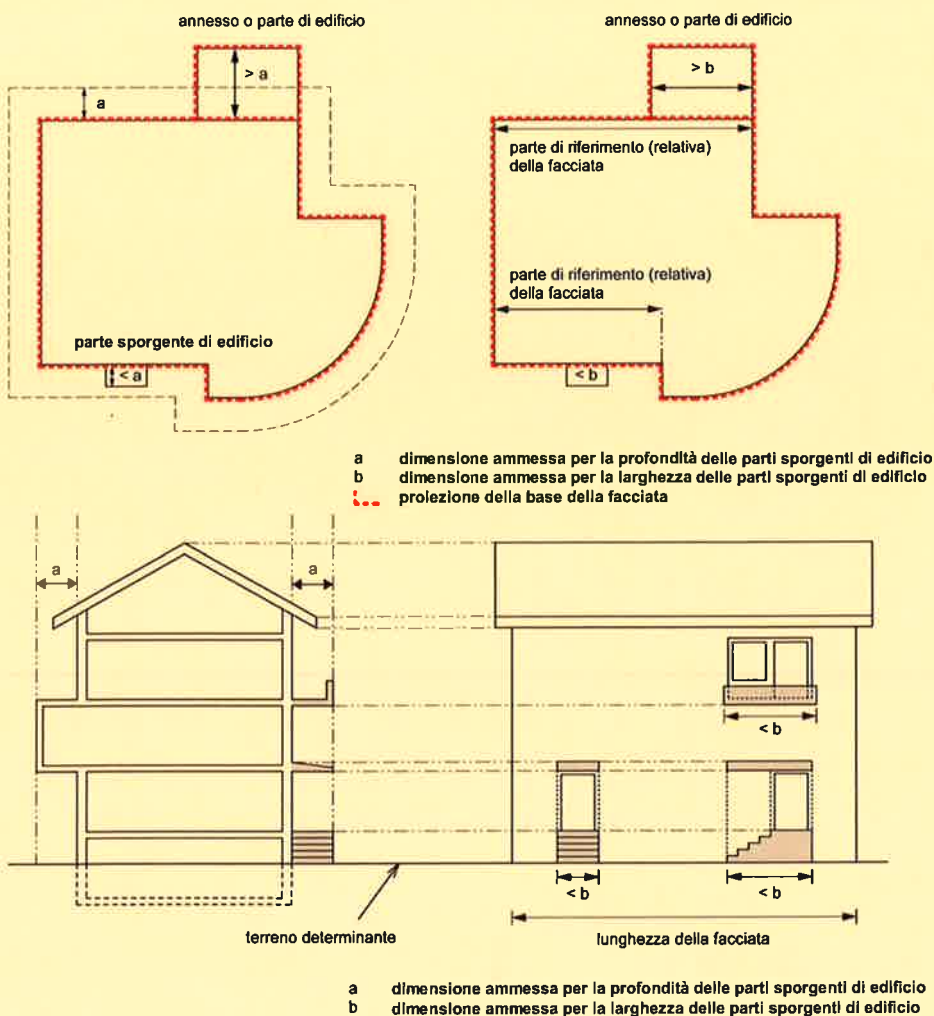 annesso o parte di edificio
annesso o parte di edificio
> a
a
> b
parte di riferimento (relativa)
della facciata
parte di riferimento (relativa)
della facciata
parte sporgente di edificio
< a
< b
a dimensione ammessa per la profondità delle parti sporgenti di edificio
b dimensione ammessa per la larghezza delle parti sporgenti di edificio
proiezione della base della facciata
a
a
< b
< b
< b
terreno determinante
lunghezza della facciata
a dimensione ammessa per la profondità delle parti sporgenti di edificio
b dimensione ammessa per la larghezza delle parti sporgenti di edificio